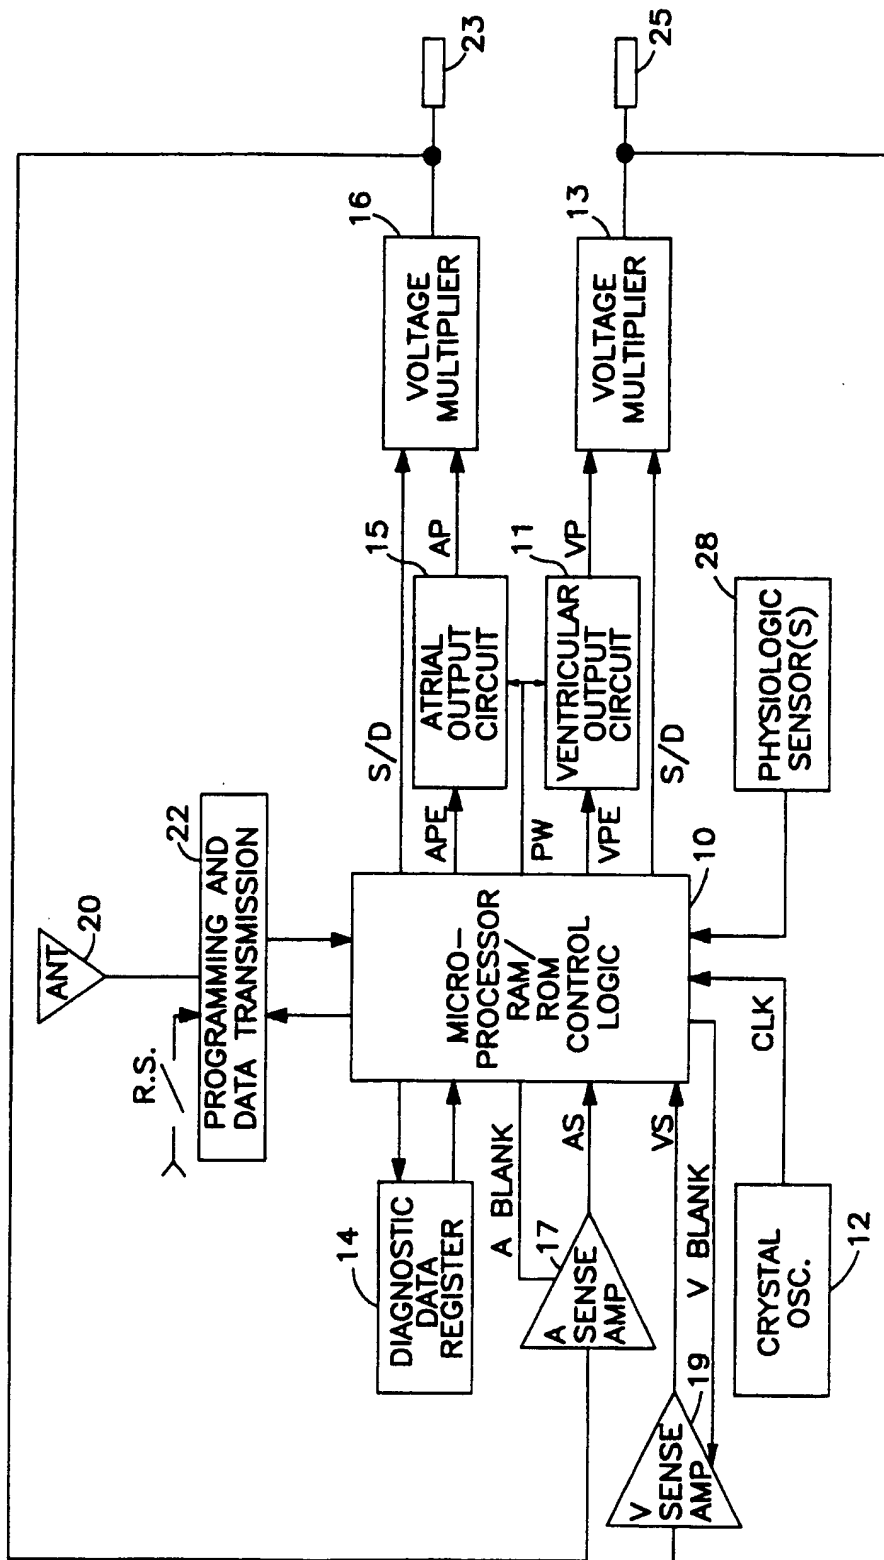 ANT
20
R.S.
22
PROGRAMMING AND
DATA TRANSMISSION
14
DIAGNOSTIC
DATA
REGISTER
MICRO-
PROCESSOR
RAM/
ROM
CONTROL
LOGIC
10
S/D
APE
PW
VPE
S/D
15
ATRIAL
OUTPUT
CIRCUIT
AP
11
VENTRICULAR
OUTPUT
CIRCUIT
VP
16
VOLTAGE
MULTIPLIER
23
13
VOLTAGE
MULTIPLIER
25
A BLANK
17
A
SENSE
AMP
AS
VS
V BLANK
19
V
SENSE
AMP
CLK
12
CRYSTAL
OSC.
28
PHYSIOLOGIC
SENSOR(S)